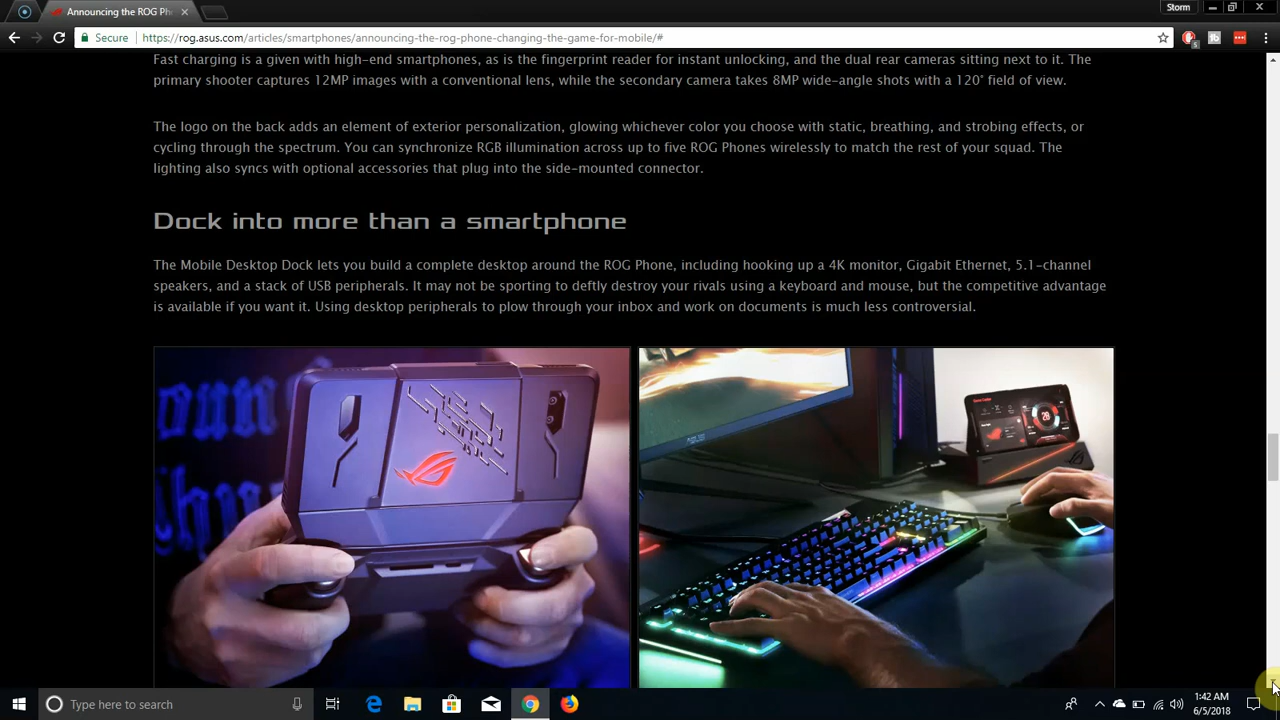 Announcing the ROG Ph
Storm
Secure
https://rog.asus.com/articles/smartphones/announcing-the-rog-phone-changing-the-game-for-mobile/#
5
Fast charging is a given with high-end smartphones, as is the fingerprint reader for instant unlocking, and the dual rear cameras sitting next to it. The
primary shooter captures 12MP images with a conventional lens, while the secondary camera takes 8MP wide-angle shots with a 120° field of view.
The logo on the back adds an element of exterior personalization, glowing whichever color you choose with static, breathing, and strobing effects, or
cycling through the spectrum. You can synchronize RGB illumination across up to five ROG Phones wirelessly to match the rest of your squad. The
lighting also syncs with optional accessories that plug into the side-mounted connector.
Dock into more than a smartphone
The Mobile Desktop Dock lets you build a complete desktop around the ROG Phone, including hooking up a 4K monitor, Gigabit Ethernet, 5.1-channel
speakers, and a stack of USB peripherals. It may not be sporting to deftly destroy your rivals using a keyboard and mouse, but the competitive advantage
is available if you want it. Using desktop peripherals to plow through your inbox and work on documents is much less controversial.
Type here to search
1:42 AM
6/5/2018